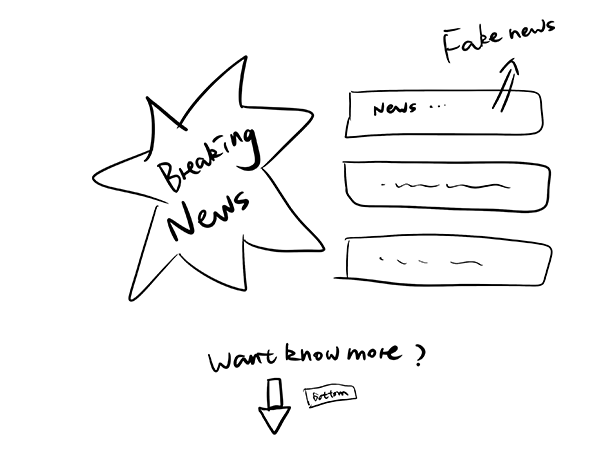 Fake news
News ...
Breaking
News
Want know more ?
bottom